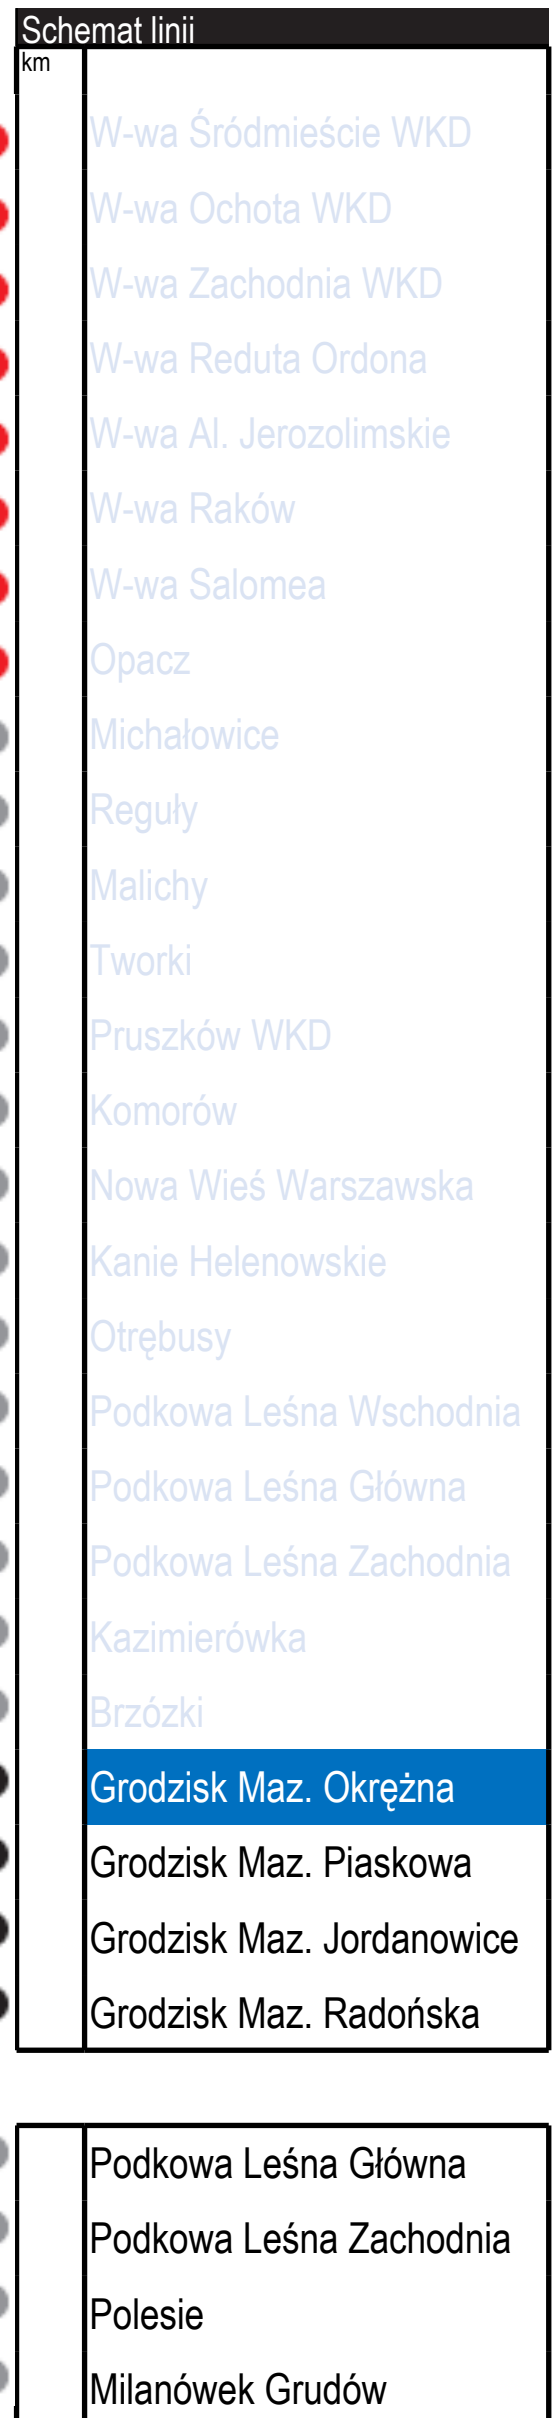 Schemat linii
km
W-wa Śródmieście WKD
W-wa Ochota WKD
W-wa Zachodnia WKD
W-wa Reduta Ordona
W-wa Al. Jerozolimskie
W-wa Raków
W-wa Salomea
Opacz
Michałowice
Reguły
Malichy
Tworki
Pruszków WKD
Komorów
Nowa Wieś Warszawska
Kanie Helenowskie
Otrębusy
Podkowa Leśna Wschodnia
Podkowa Leśna Główna
Podkowa Leśna Zachodnia
Kazimierówka
Brzózki
Grodzisk Maz. Okrężna
Grodzisk Maz. Piaskowa
Grodzisk Maz. Jordanowice
Grodzisk Maz. Radońska
Podkowa Leśna Główna
Podkowa Leśna Zachodnia
Polesie
Milanówek Grudów